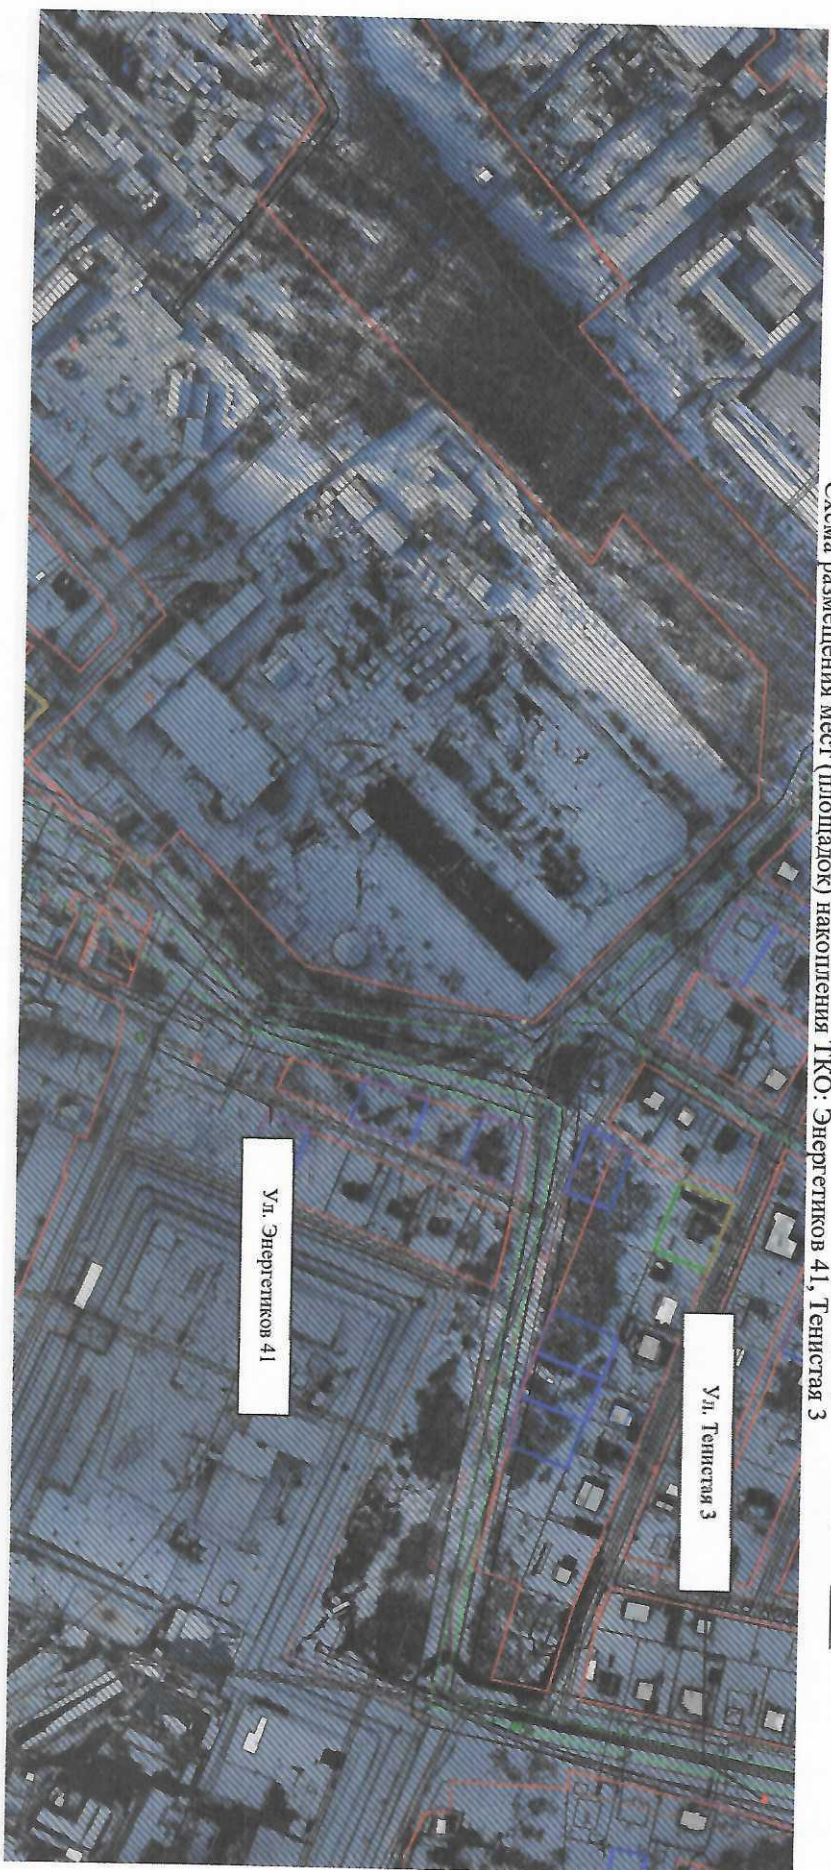 Схема размещения мест (площадок) накопления ТКО: Энергетиков 41, Тенистая 3
Ул. Тенистая 3
Ул. Энергетиков 41